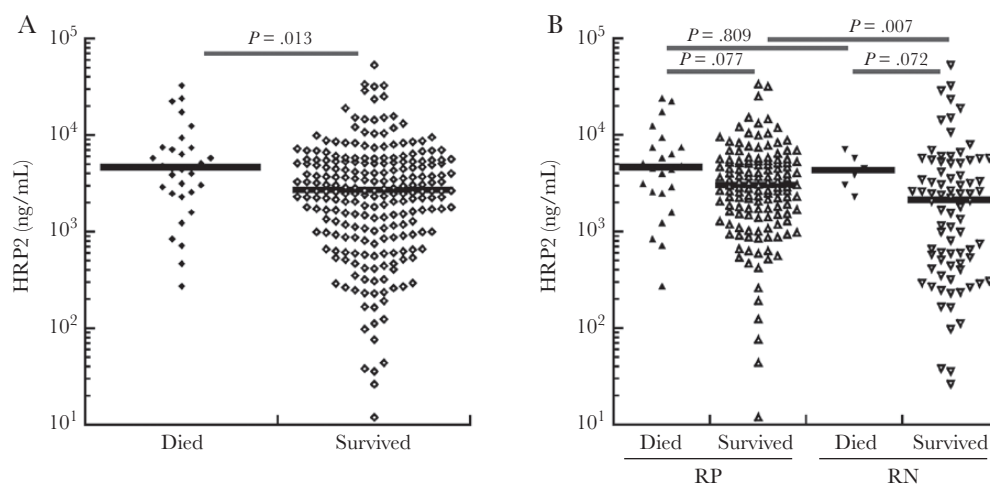 A
B
10⁵
10⁴
10³
10²
10¹
HRP2 (ng/mL)
P = .013
Died
Survived
10⁵
10⁴
10³
10²
10¹
HRP2 (ng/mL)
P = .007
P = .809
P = .077
P = .072
Died
Survived
Died
Survived
RP
RN